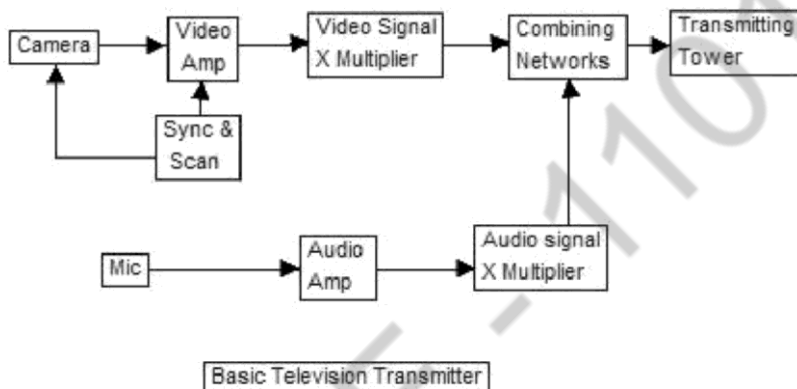 Camera
Video
Amp
Video Signal
X Multiplier
Combining
Networks
Transmitting
Tower
Sync &
Scan
Mic
Audio
Amp
Audio signal
X Multiplier
Basic Television Transmitter